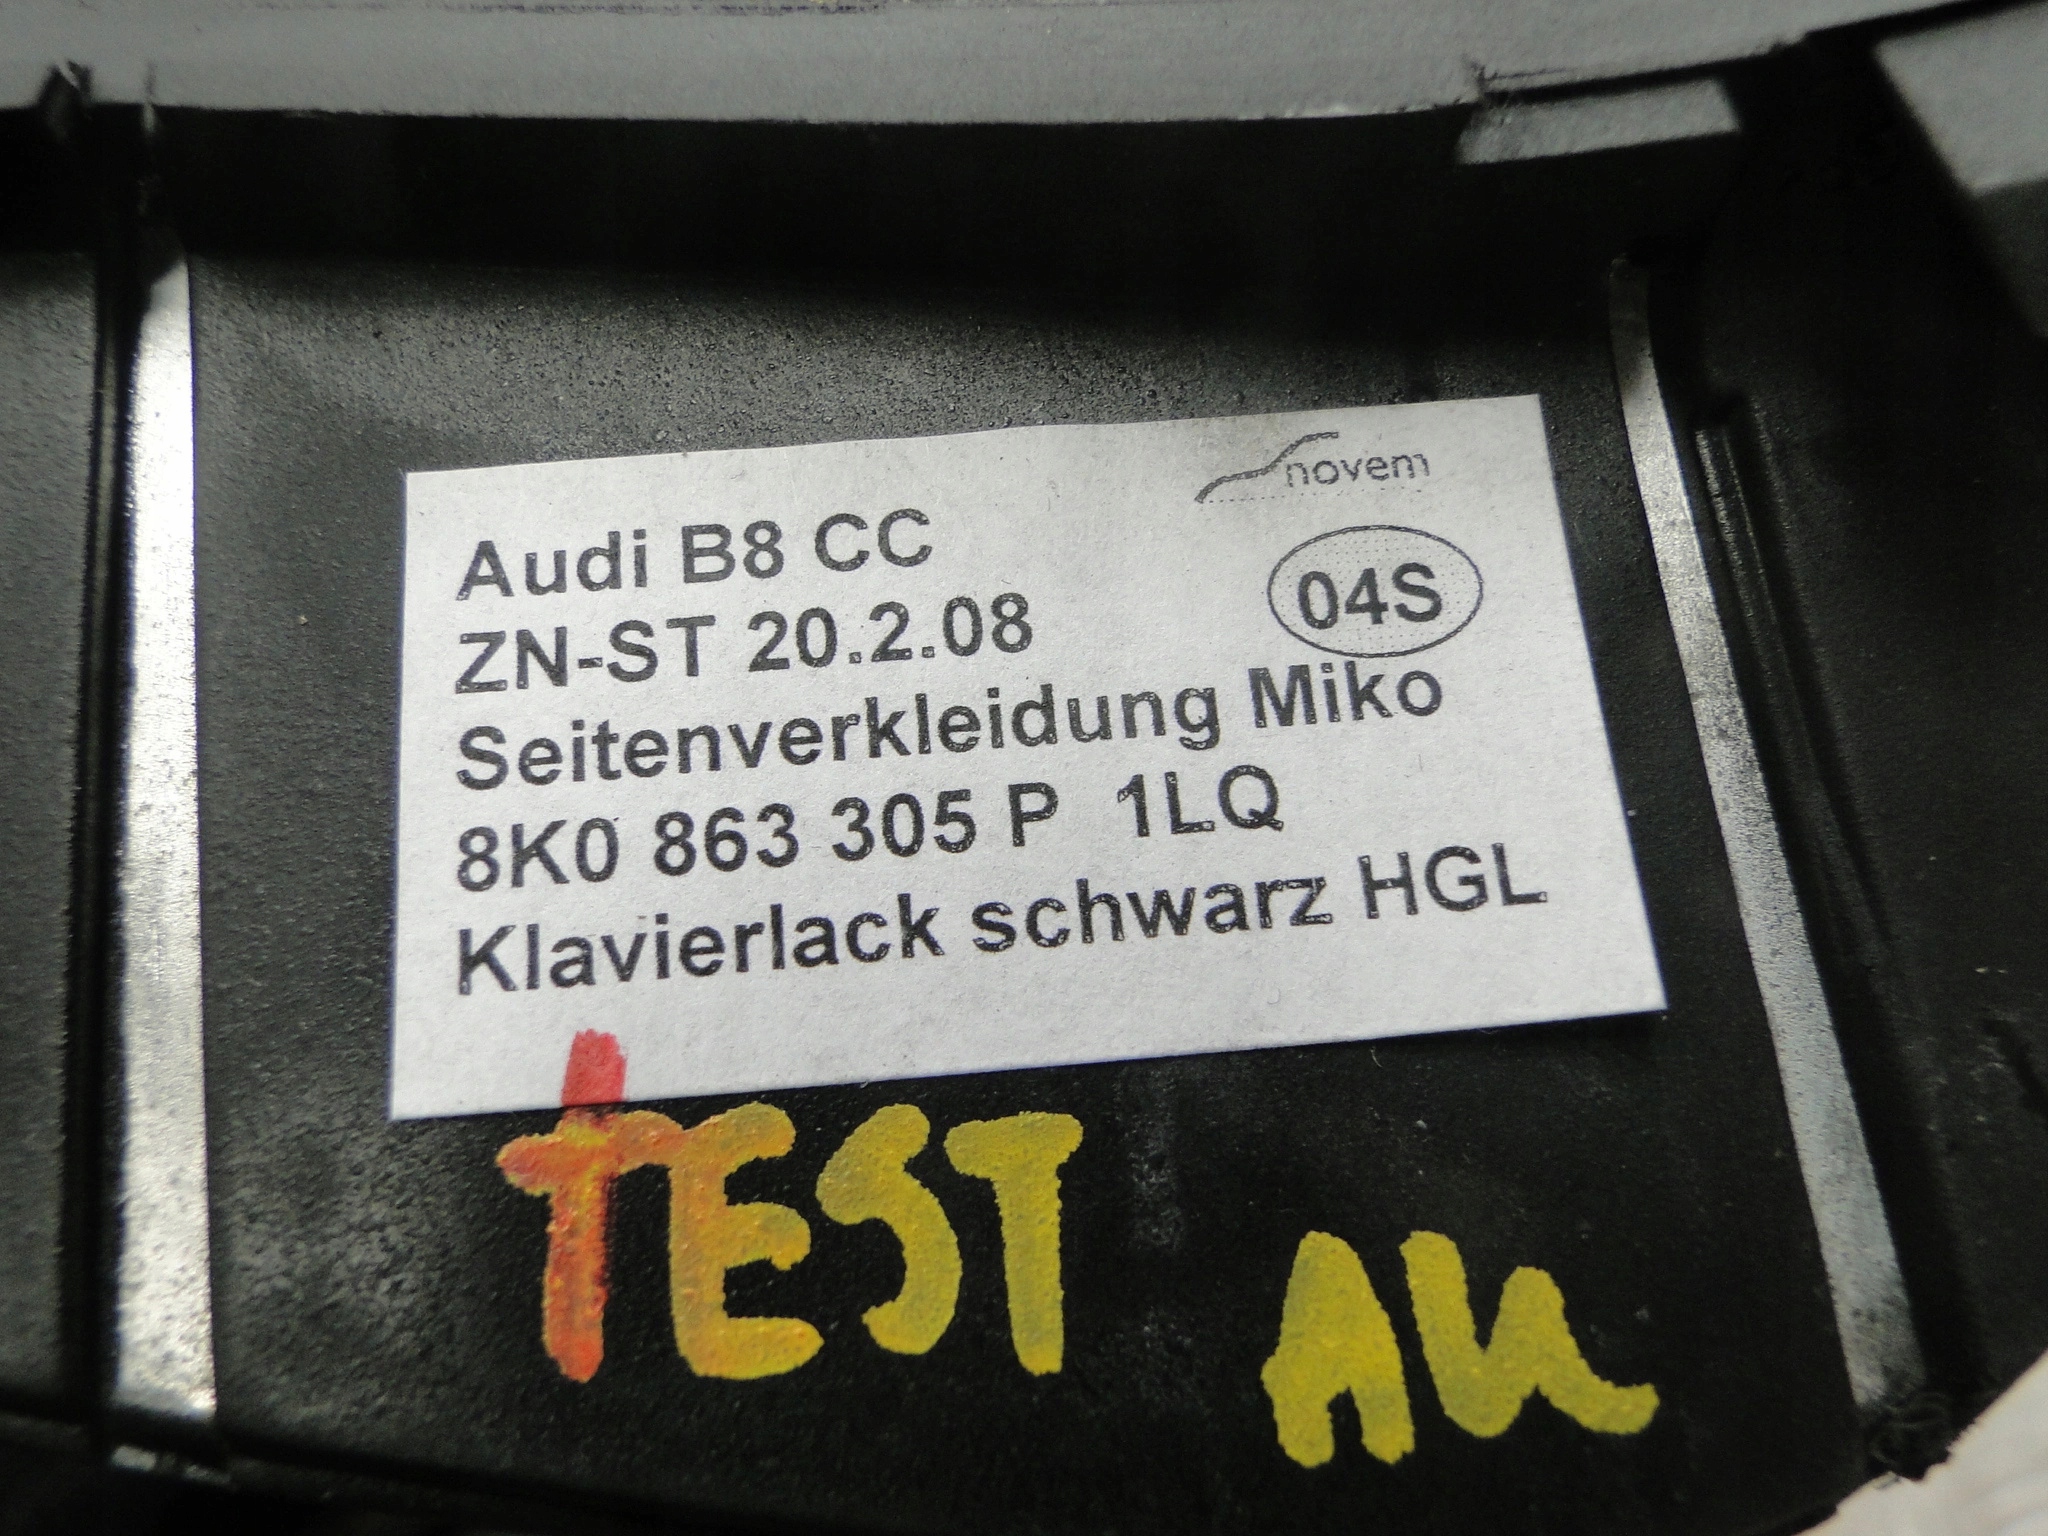 novem
Audi B8 CC
04S
ZN-ST 20.2.08
Seitenverkleidung Miko
8K0 863 305 P 1LQ
Klavierlack schwarz HGL
TEST
AU